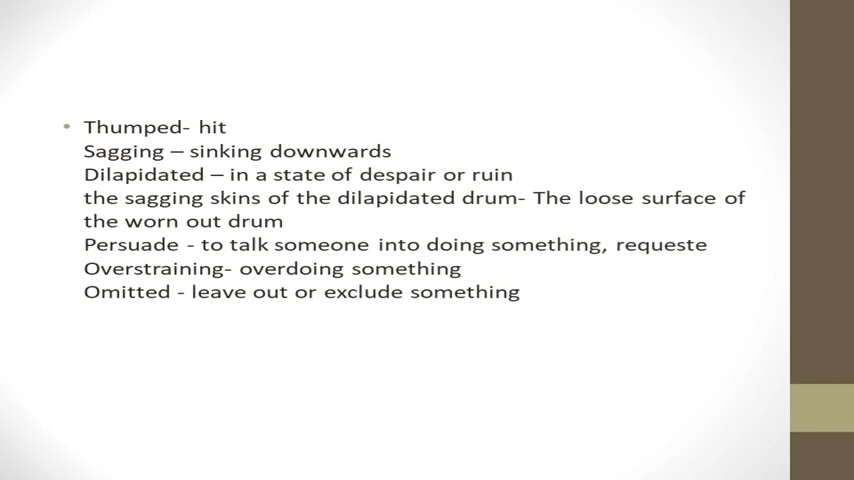 • Thumped- hit
Sagging – sinking downwards
Dilapidated – in a state of despair or ruin
the sagging skins of the dilapidated drum- The loose surface of
the worn out drum
Persuade - to talk someone into doing something, requeste
Overstraining- overdoing something
Omitted - leave out or exclude something